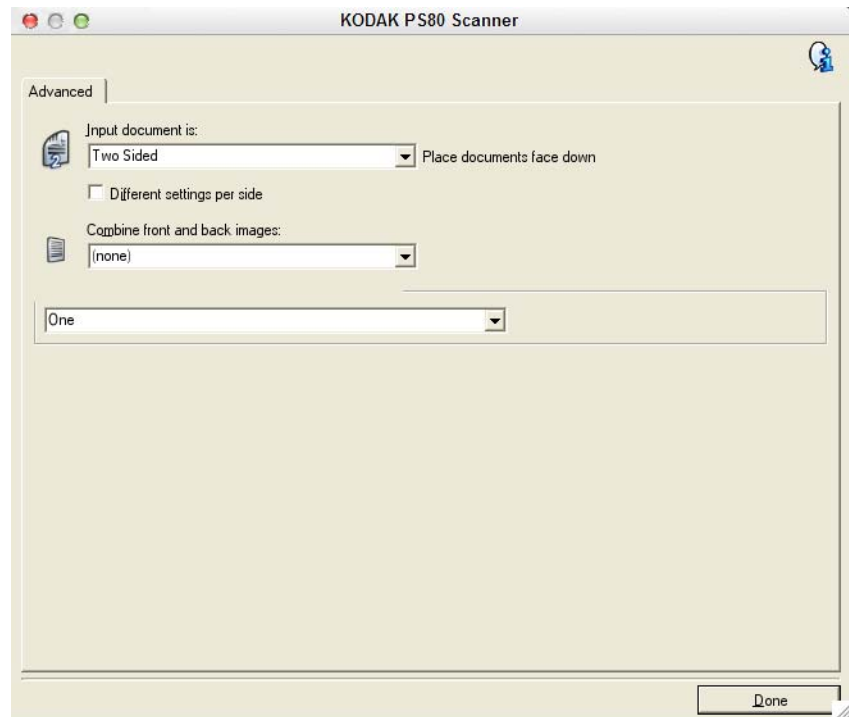 KODAK PS80 Scanner
Advanced
Input document is:
2
Two Sided
Place documents face down
Different settings per side
Combine front and back images:
(none)
One
Done